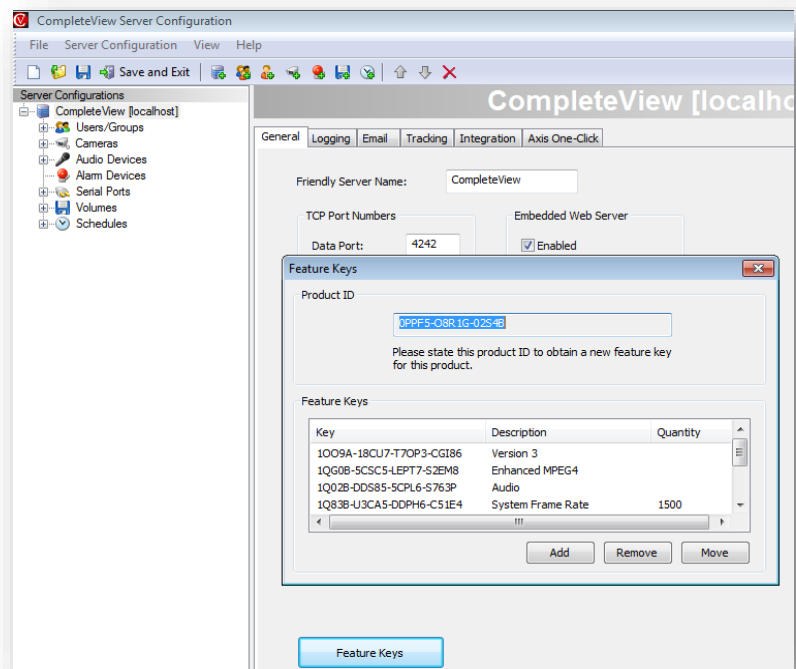 CompleteView Server Configuration
File Server Configuration View Help
Save and Exit
Server Configurations
CompleteView [localhost]
Users/Groups
Cameras
Audio Devices
Alarm Devices
Serial Ports
Volumes
Schedules
CompleteView [localho
General Logging Email Tracking Integration Axis One-Click
Friendly Server Name: CompleteView
TCP Port Numbers Embedded Web Server
Data Port: 4242 Enabled
Feature Keys
Product ID
0PPF5-O8R1G-02S4B
Please state this product ID to obtain a new feature key
for this product.
Feature Keys
Key Description Quantity
1OO9A-18CU7-T7OP3-CGI86 Version 3
1QG0B-5CSC5-LEPT7-S2EM8 Enhanced MPEG4
1Q02B-DDS85-5CPL6-S763P Audio
1Q83B-U3CA5-DDPH6-C51E4 System Frame Rate 1500
Add Remove Move
Feature Keys